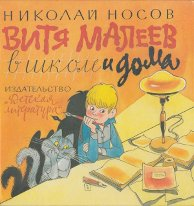 НИКОЛАЙ НОСОВ
ВИТЯ МАЛЕЕВ
в школе и дома
ИЗДАТЕЛЬСТВО
"Детская
литература"